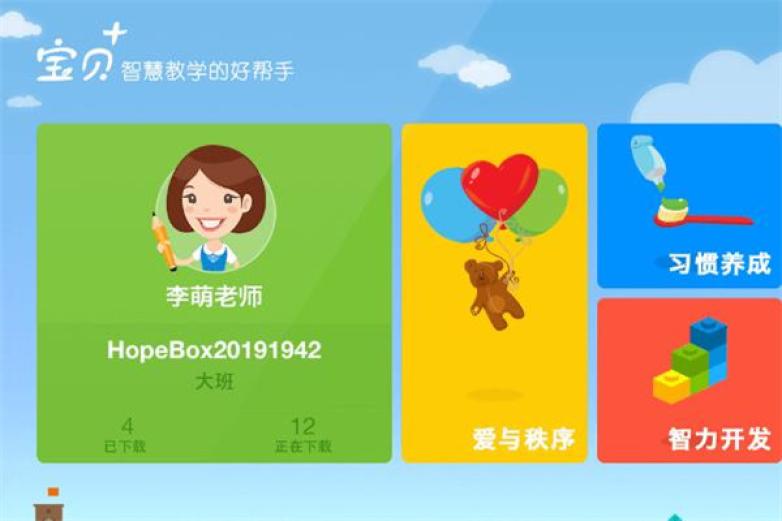 宝贝+
智慧教学的好帮手
李萌老师
HopeBox20191942
大班
4
已下载
12
正在下载
爱与秩序
习惯养成
智力开发